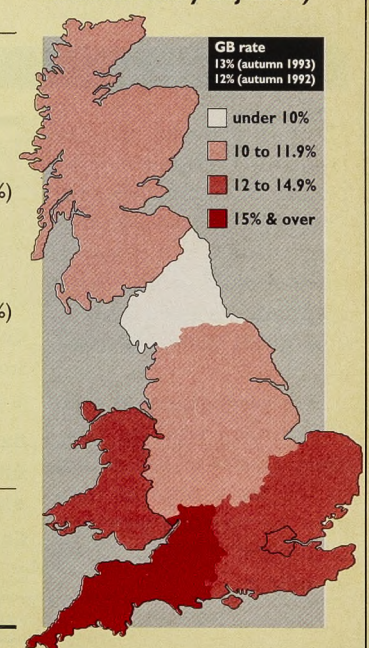 GB rate
13% (autumn 1993)
12% (autumn 1992)
under 10%
10 to 11.9%
12 to 14.9%
15% & over
%)
%)